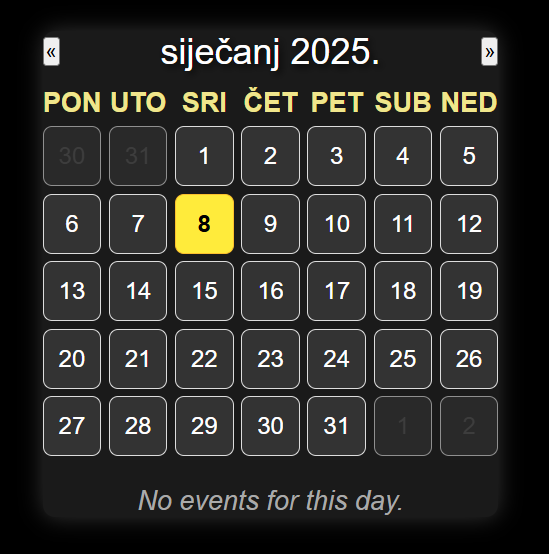 « siječanj 2025. »
PON UTO SRI ČET PET SUB NED
30 31 1 2 3 4 5
6 7 8 9 10 11 12
13 14 15 16 17 18 19
20 21 22 23 24 25 26
27 28 29 30 31 1 2
No events for this day.